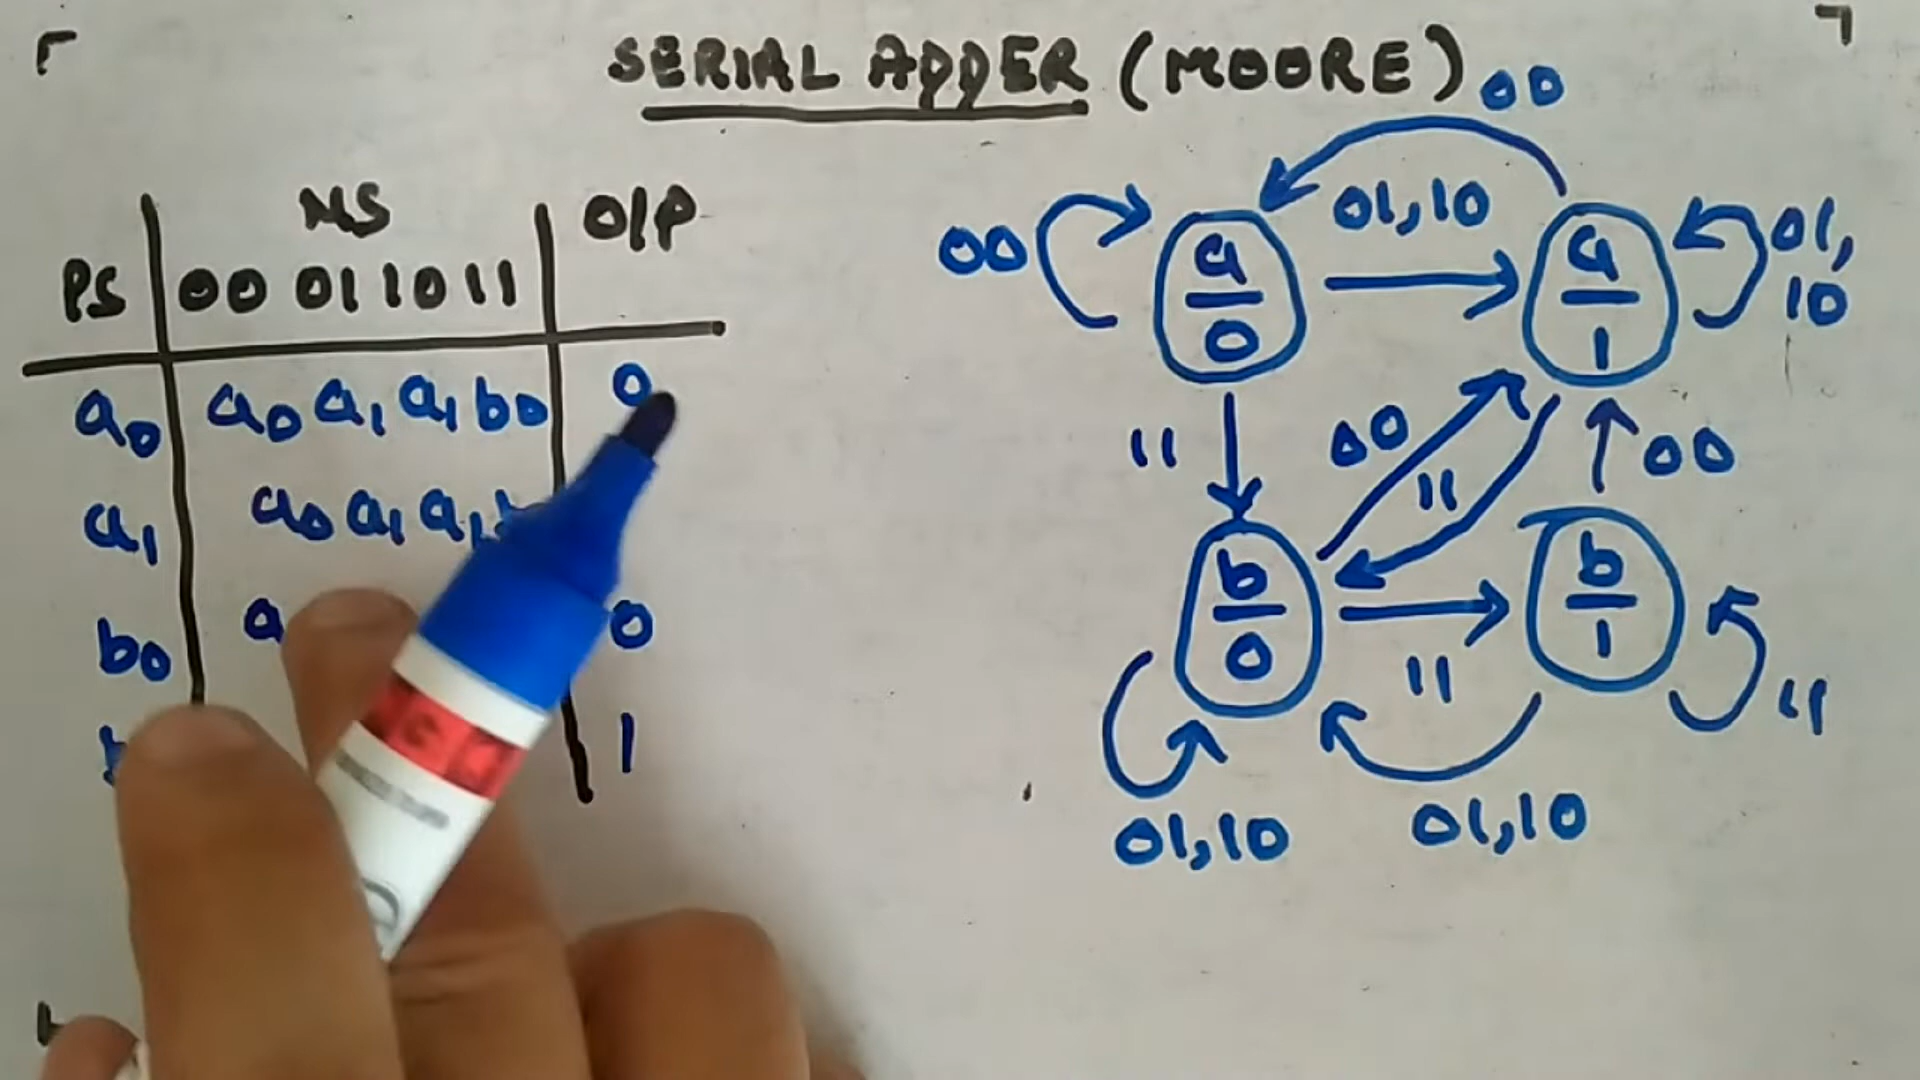 SERIAL ADDER (MOORE)
NS O/P
PS 00 01 10 11
a0 a0 a1 a1 b0 0
a1 a0 a1 a1
b0 a 0
1
00
00
a
0
01,10
a
1
01,
10
11
00
11
00
b
0
11
b
1
11
01,10
01,10